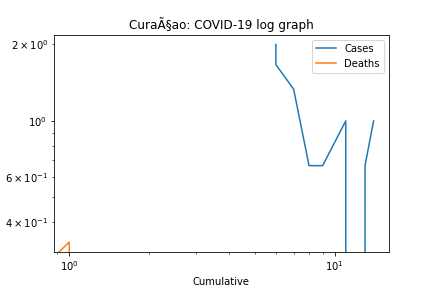 CuraÃ§ao: COVID-19 log graph
Cases
Deaths
2 × 10⁰
10⁰
6 × 10⁻¹
4 × 10⁻¹
10⁰
10¹
Cumulative